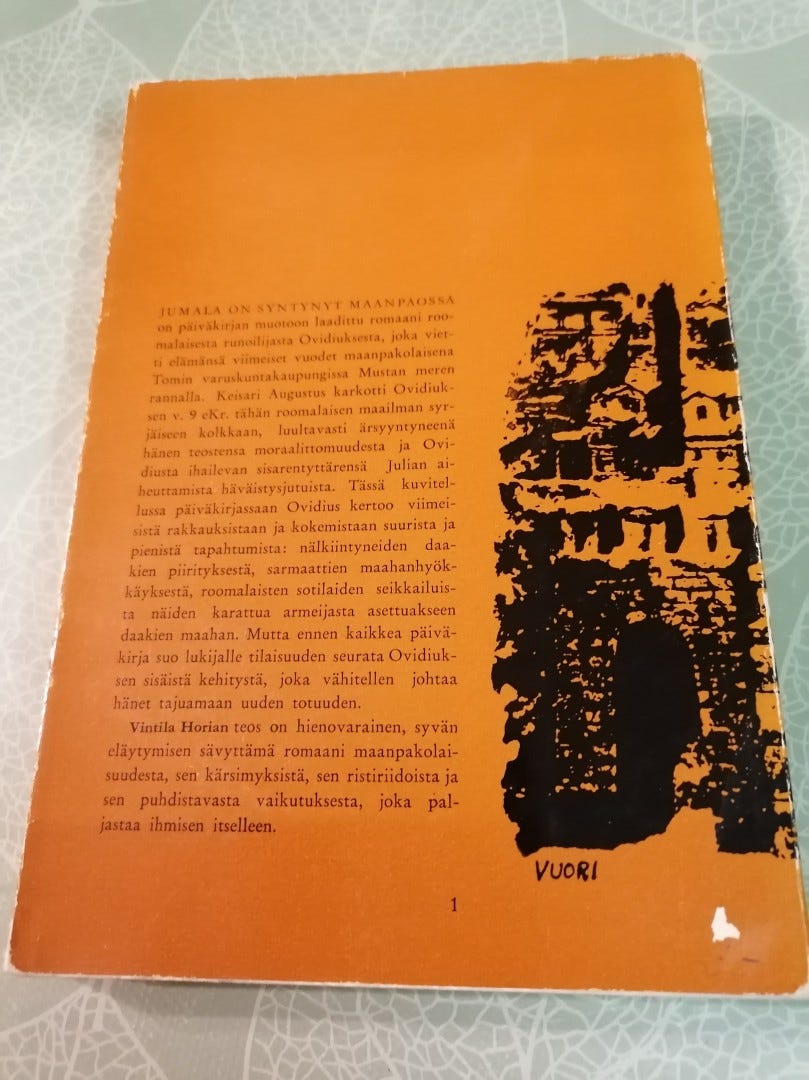 JUMALA ON SYNTYNYT MAANPAOSSA
on päiväkirjan muotoon laadittu romaani roo-
malaisesta runoilijasta Ovidiuksesta, joka viet-
ti elämänsä viimeiset vuodet maanpakolaisena
Tomin varuskuntakaupungissa Mustan meren
rannalla. Keisari Augustus karkotti Ovidiuk-
sen v. 9 eKr. tähän roomalaisen maailman syr-
jäiseen kolkkaan, luultavasti ärsyyntyneenä
hänen teostensa moraalittomuudesta ja Ovi-
diusta ihailevan sisarentyttärensä Julian ai-
heuttamista häväistysjutuista. Tässä kuvitel-
lussa päiväkirjassaan Ovidius kertoo viimei-
sistä rakkauksistaan ja kokemistaan suurista ja
pienistä tapahtumista: nälkiintyneiden daa-
kien piirityksestä, sarmaattien maahanhyök-
käyksestä, roomalaisten sotilaiden seikkailuis-
ta näiden karattua armeijasta asettuakseen
daakien maahan. Mutta ennen kaikkea päivä-
kirja suo lukijalle tilaisuuden seurata Ovidiuk-
sen sisäistä kehitystä, joka vähitellen johtaa
hänet tajuamaan uuden totuuden.
Vintila Horian teos on hienovarainen, syvän
eläytymisen sävyttämä romaani maanpakolai-
suudesta, sen kärsimyksistä, sen ristiriidoista ja
sen puhdistavasta vaikutuksesta, joka pal-
jastaa ihmisen itselleen.
VUORI
1